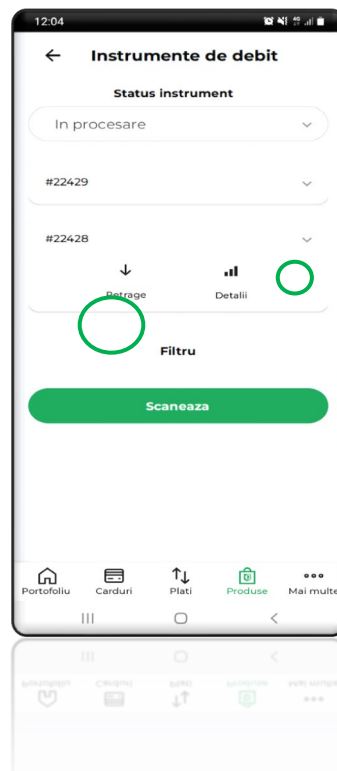 12:04
Instrumente de debit
Status instrument
In procesare
#22429
#22428
Retrage Detalii
Filtru
Scaneaza
Portofoliu Carduri Plati Produse Mai multe